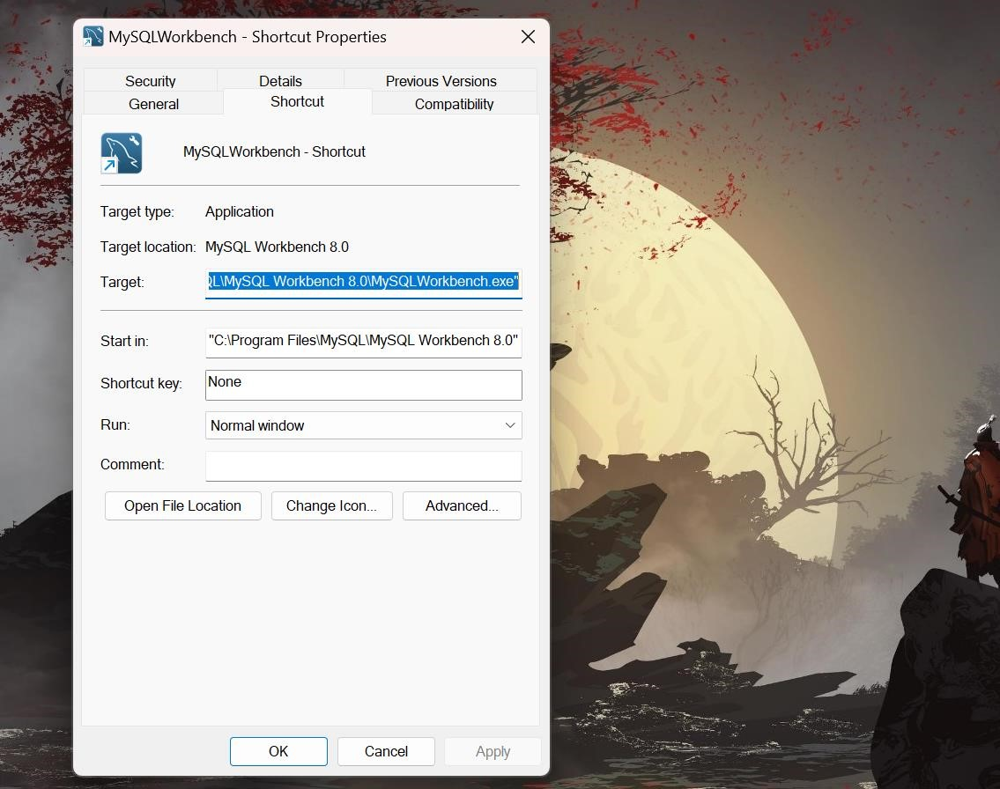 MySQLWorkbench - Shortcut Properties
Security Details Previous Versions
General Shortcut Compatibility
MySQLWorkbench - Shortcut
Target type: Application
Target location: MySQL Workbench 8.0
Target: QL\MySQL Workbench 8.0\MySQLWorkbench.exe"
Start in: "C:\Program Files\MySQL\MySQL Workbench 8.0"
Shortcut key: None
Run: Normal window
Comment:
Open File Location Change Icon... Advanced...
OK Cancel Apply